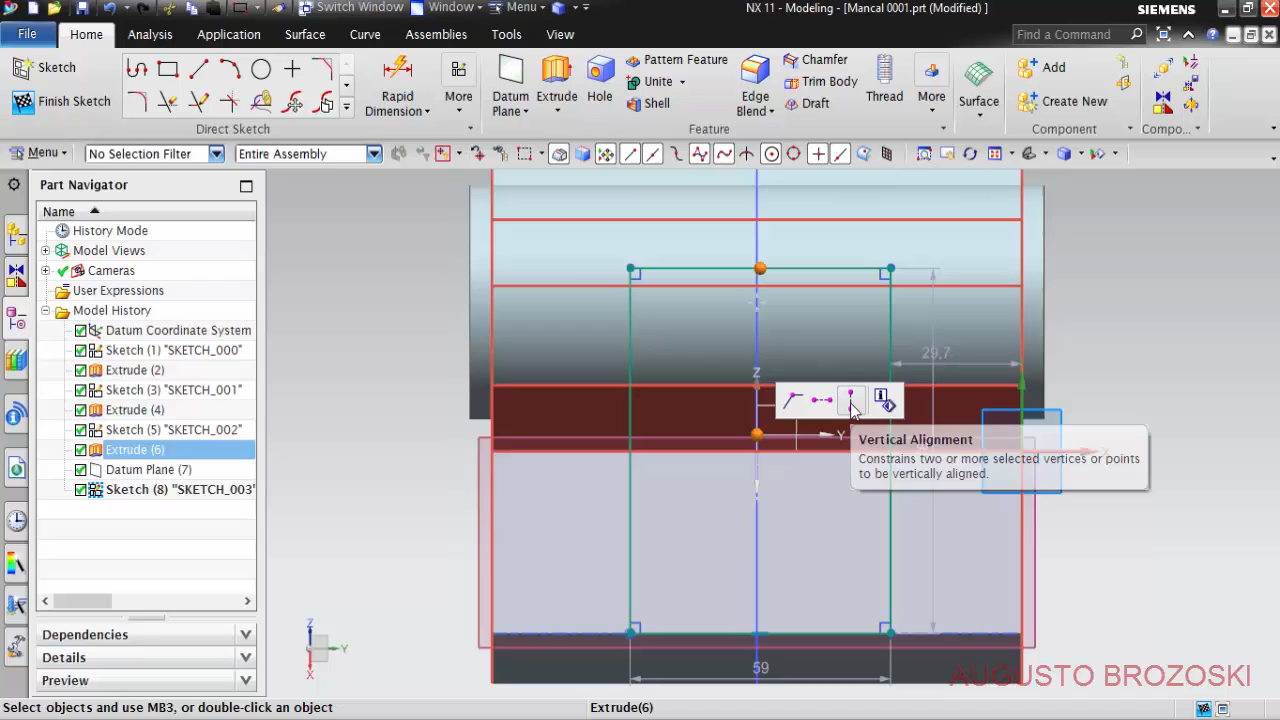 Switch Window Window Menu NX 11 - Modeling - [Mancal 0001.prt (Modified) ] SIEMENS
File Home Analysis Application Surface Curve Assemblies Tools View Find a Command
Sketch
Finish Sketch
Rapid Dimension
More
Datum Plane
Extrude
Hole
Pattern Feature
Unite
Shell
Edge Blend
Chamfer
Trim Body
Draft
Thread
More
Surface
Add
Create New
Direct Sketch Feature Component Compo...
Menu No Selection Filter Entire Assembly
Part Navigator
Name
History Mode
Model Views
Cameras
User Expressions
Model History
Datum Coordinate System
Sketch (1) "SKETCH_000"
Extrude (2)
Sketch (3) "SKETCH_001"
Extrude (4)
Sketch (5) "SKETCH_002"
Extrude (6)
Datum Plane (7)
Sketch (8) "SKETCH_003"
Dependencies
Details
Preview
29,7
Z
Y
Vertical Alignment
Constrains two or more selected vertices or points
to be vertically aligned.
59
Z
Y
X
AUGUSTO BROZOSKI
Select objects and use MB3, or double-click an object Extrude(6)